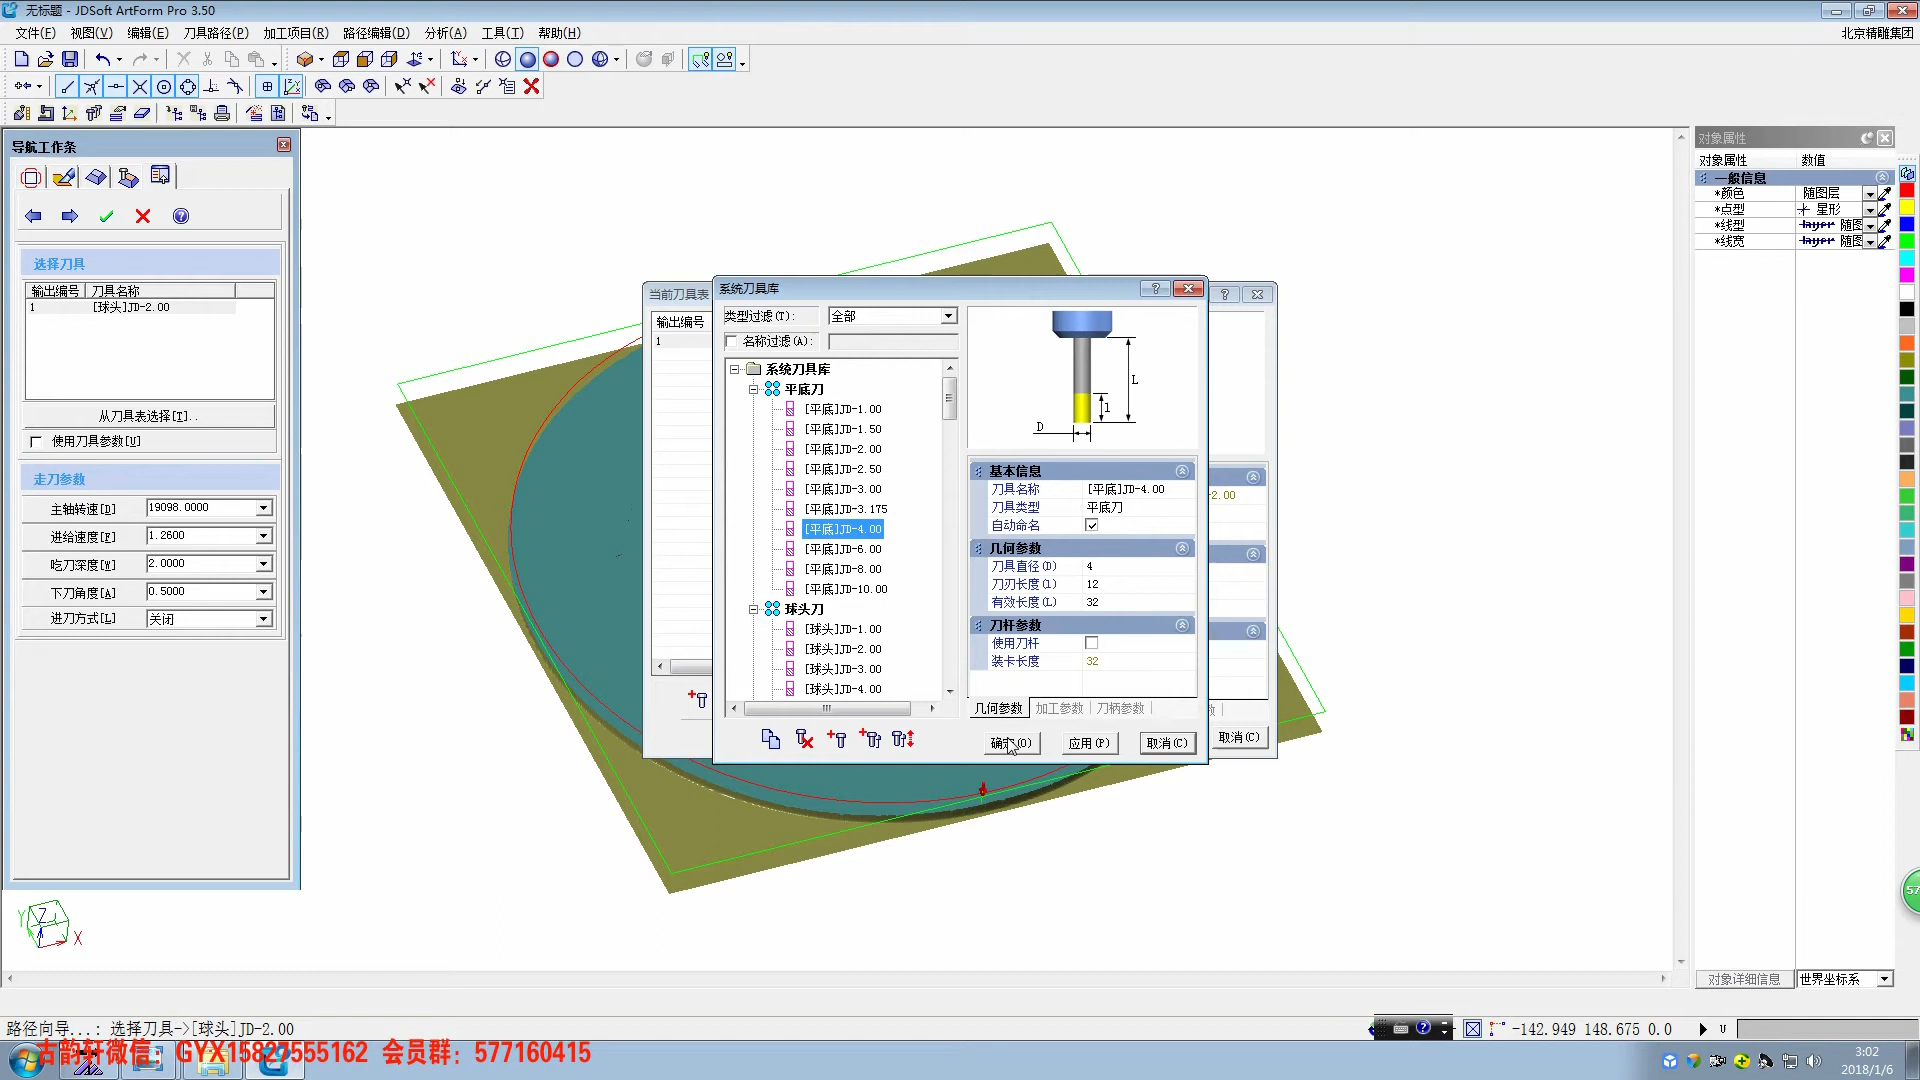 无标题 - JDSoft ArtForm Pro 3.50
文件(F) 视图(V) 编辑(E) 刀具路径(P) 加工项目(R) 路径编辑(D) 分析(A) 工具(T) 帮助(H)
北京精雕集团
导航工作条
选择刀具
输出编号 刀具名称
1 [球头]JD-2.00
从刀具表选择[T]..
使用刀具参数[U]
走刀参数
主轴转速[D] 19098.0000
进给速度[F] 1.2600
吃刀深度[W] 2.0000
下刀角度[A] 0.5000
进刀方式[L] 关闭
当前刀具表
输出编号
1
系统刀具库
类型过滤(T): 全部
名称过滤(A):
系统刀具库
平底刀
[平底]JD-1.00
[平底]JD-1.50
[平底]JD-2.00
[平底]JD-2.50
[平底]JD-3.00
[平底]JD-3.175
[平底]JD-4.00
[平底]JD-6.00
[平底]JD-8.00
[平底]JD-10.00
球头刀
[球头]JD-1.00
[球头]JD-2.00
[球头]JD-3.00
[球头]JD-4.00
L
l
D
基本信息
刀具名称 [平底]JD-4.00
刀具类型 平底刀
自动命名
几何参数
刀具直径(D) 4
刀刃长度(l) 12
有效长度(L) 32
刀杆参数
使用刀杆
装卡长度 32
几何参数 加工参数 刀柄参数
确定(O) 应用(P) 取消(C)
-2.00
数
取消(C)
对象属性
对象属性 数值
一般信息
*颜色 随图层
*点型 星形
*线型 layer 随图
*线宽 layer 随图
对象详细信息 世界坐标系
57
Y Z X
路径向导...: 选择刀具->[球头]JD-2.00
-142.949 148.675 0.0
U
古韵轩微信: GYX15827555162 会员群: 577160415
3:02
2018/1/6